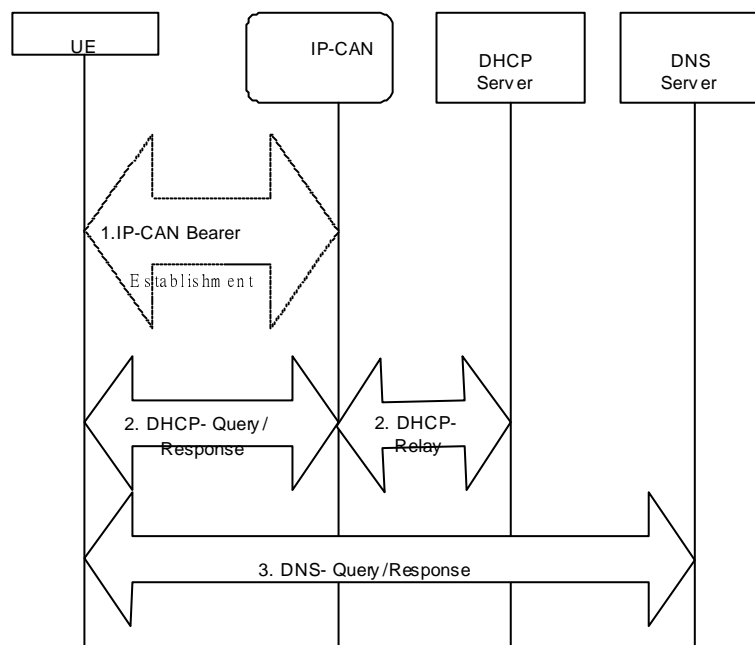 UE
IP-CAN
DHCP
Server
DNS
Server
1.IP-CAN Bearer
Establishment
2. DHCP- Query/
Response
2. DHCP-
Relay
3. DNS- Query/Response